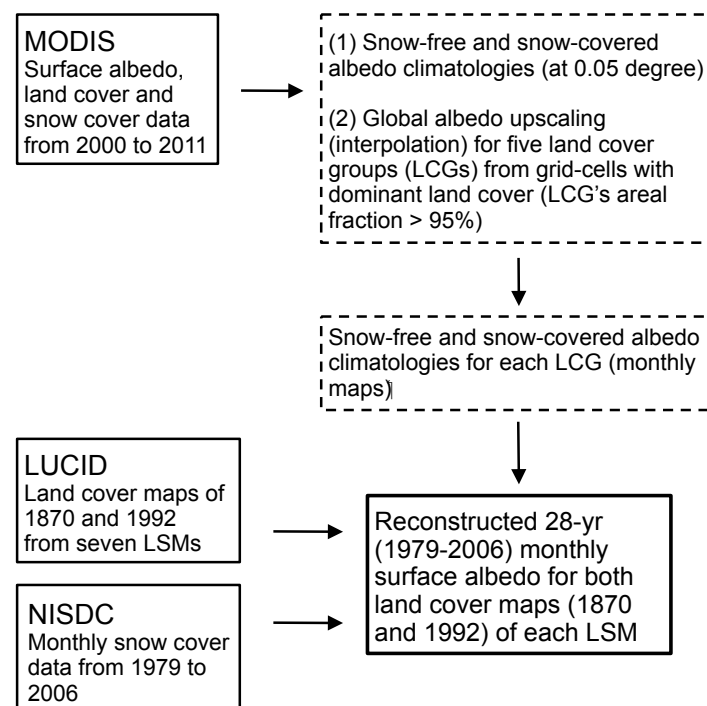 MODIS
Surface albedo,
land cover and
snow cover data
from 2000 to 2011
(1) Snow-free and snow-covered
albedo climatologies (at 0.05 degree)
(2) Global albedo upscaling
(interpolation) for five land cover
groups (LCGs) from grid-cells with
dominant land cover (LCG's areal
fraction > 95%)
Snow-free and snow-covered albedo
climatologies for each LCG (monthly
maps)
LUCID
Land cover maps of
1870 and 1992
from seven LSMs
Reconstructed 28-yr
(1979-2006) monthly
surface albedo for both
land cover maps (1870
and 1992) of each LSM
NISDC
Monthly snow cover
data from 1979 to
2006